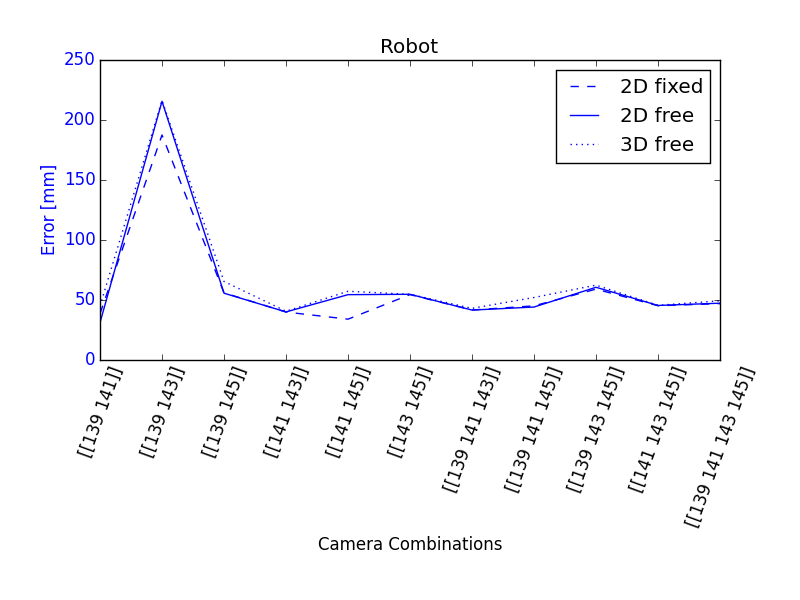 Robot
250
200
150
100
50
0
Error [mm]
2D fixed
2D free
3D free
[[139 141]]
[[139 143]]
[[139 145]]
[[141 143]]
[[141 145]]
[[143 145]]
[[139 141 143]]
[[139 141 145]]
[[139 143 145]]
[[141 143 145]]
[[139 141 143 145]]
Camera Combinations